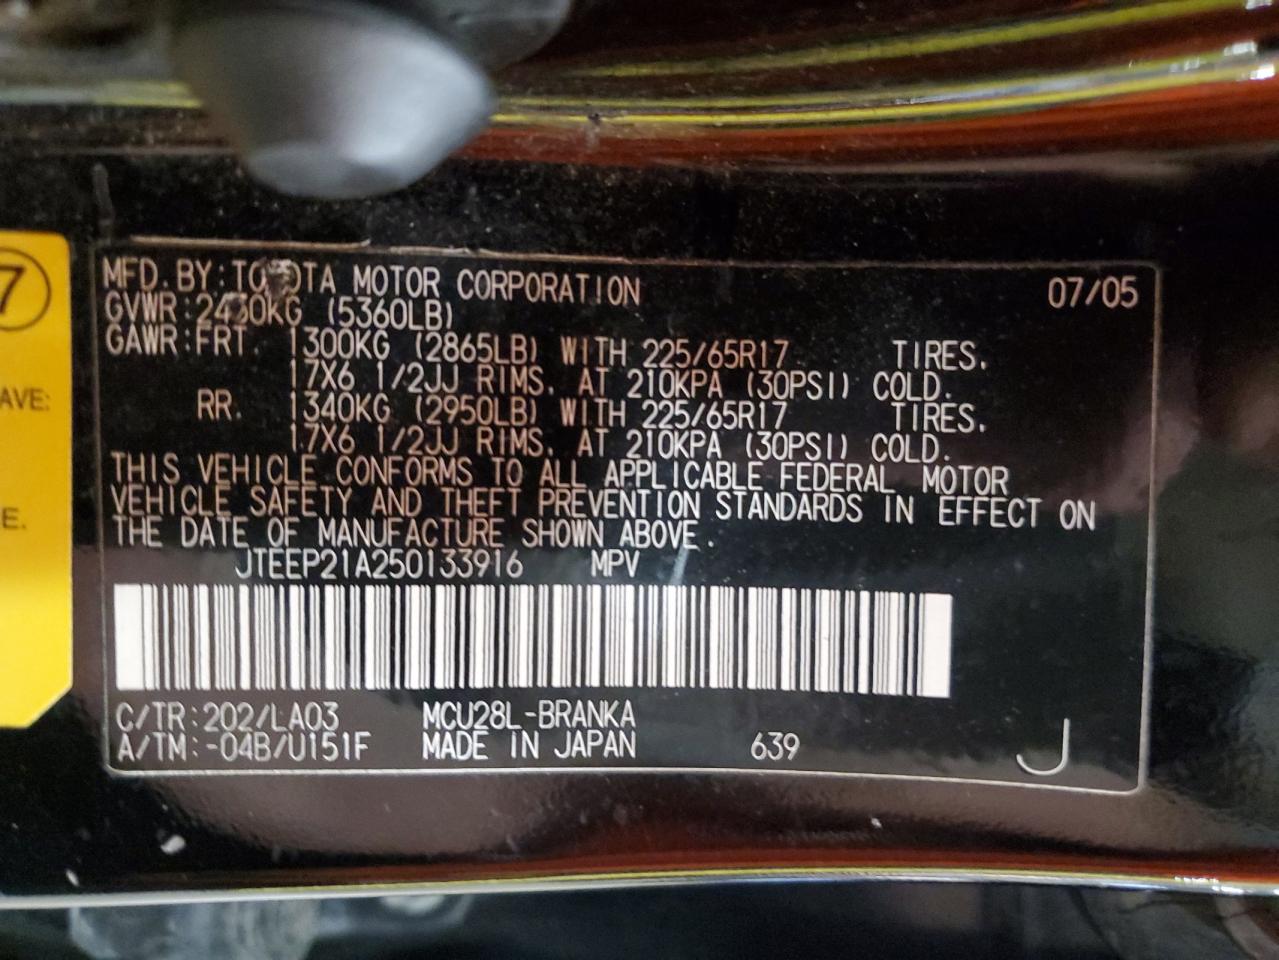 7
AVE:
E.
MFD. BY: TOYOTA MOTOR CORPORATION 07/05
GVWR: 2430KG (5360LB)
GAWR: FRT. 1300KG (2865LB) WITH 225/65R17 TIRES.
17X6 1/2JJ RIMS. AT 210KPA (30PSI) COLD.
RR. 1340KG (2950LB) WITH 225/65R17 TIRES.
17X6 1/2JJ RIMS. AT 210KPA (30PSI) COLD.
THIS VEHICLE CONFORMS TO ALL APPLICABLE FEDERAL MOTOR
VEHICLE SAFETY AND THEFT PREVENTION STANDARDS IN EFFECT ON
THE DATE OF MANUFACTURE SHOWN ABOVE.
JTEEP21A250133916 MPV
C/TR: 202/LA03 MCU28L-BRANKA
A/TM: -04B/U151F MADE IN JAPAN 639 J